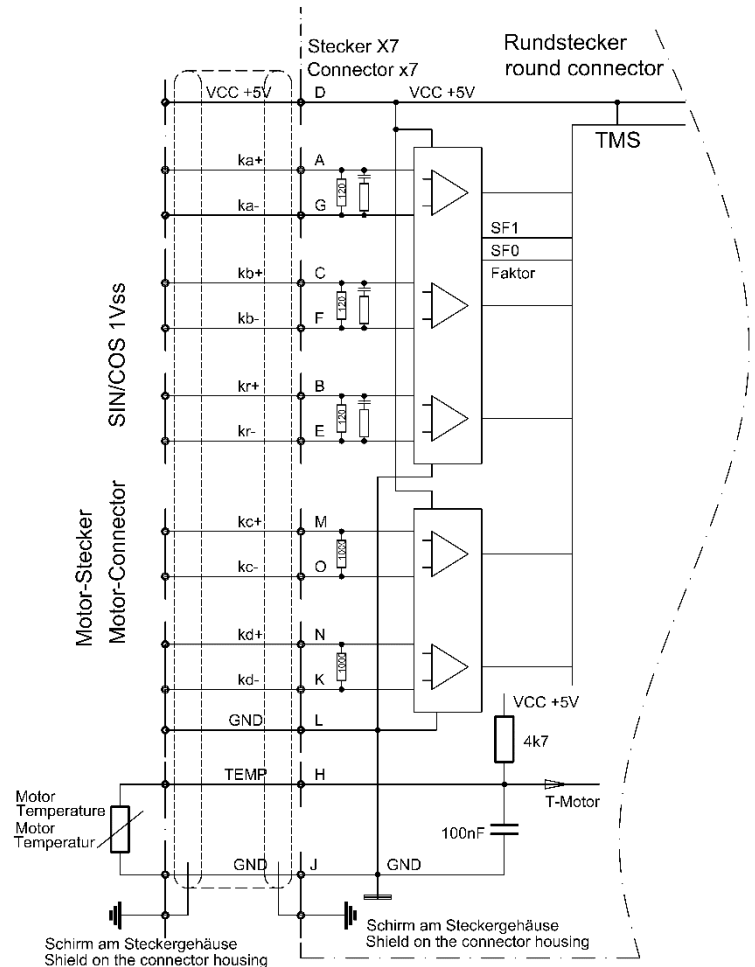 Stecker X7
Connector x7
Rundstecker
round connector
VCC +5V
D
VCC +5V
TMS
ka+
A
120
ka-
G
SF1
SF0
Faktor
kb+
C
120
kb-
F
kr+
B
120
kr-
E
SIN/COS 1Vss
Motor-Stecker
Motor-Connector
kc+
M
1000
kc-
O
kd+
N
1000
kd-
K
VCC +5V
GND
L
4k7
TEMP
H
T-Motor
Motor
Temperature
Motor
Temperatur
100nF
GND
J
GND
Schirm am Steckergehäuse
Shield on the connector housing
Schirm am Steckergehäuse
Shield on the connector housing